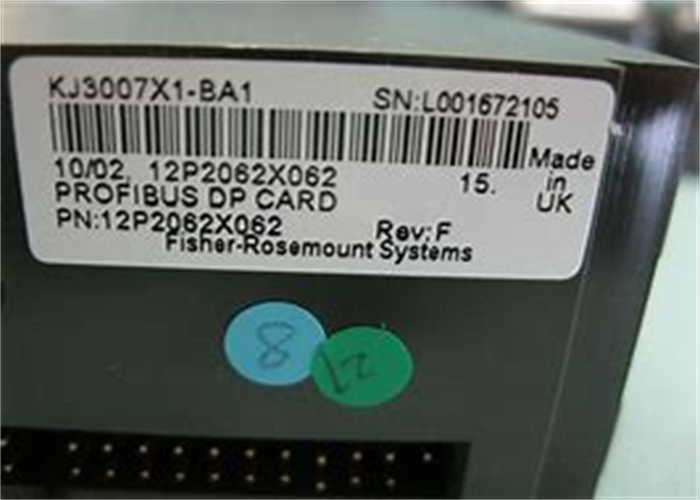 KJ3007X1-BA1 SN:L001672105
10/02, 12P2062X062 15. Made in UK
PROFIBUS DP CARD
PN:12P2062X062 Rev:F
Fisher-Rosemount Systems
8
21